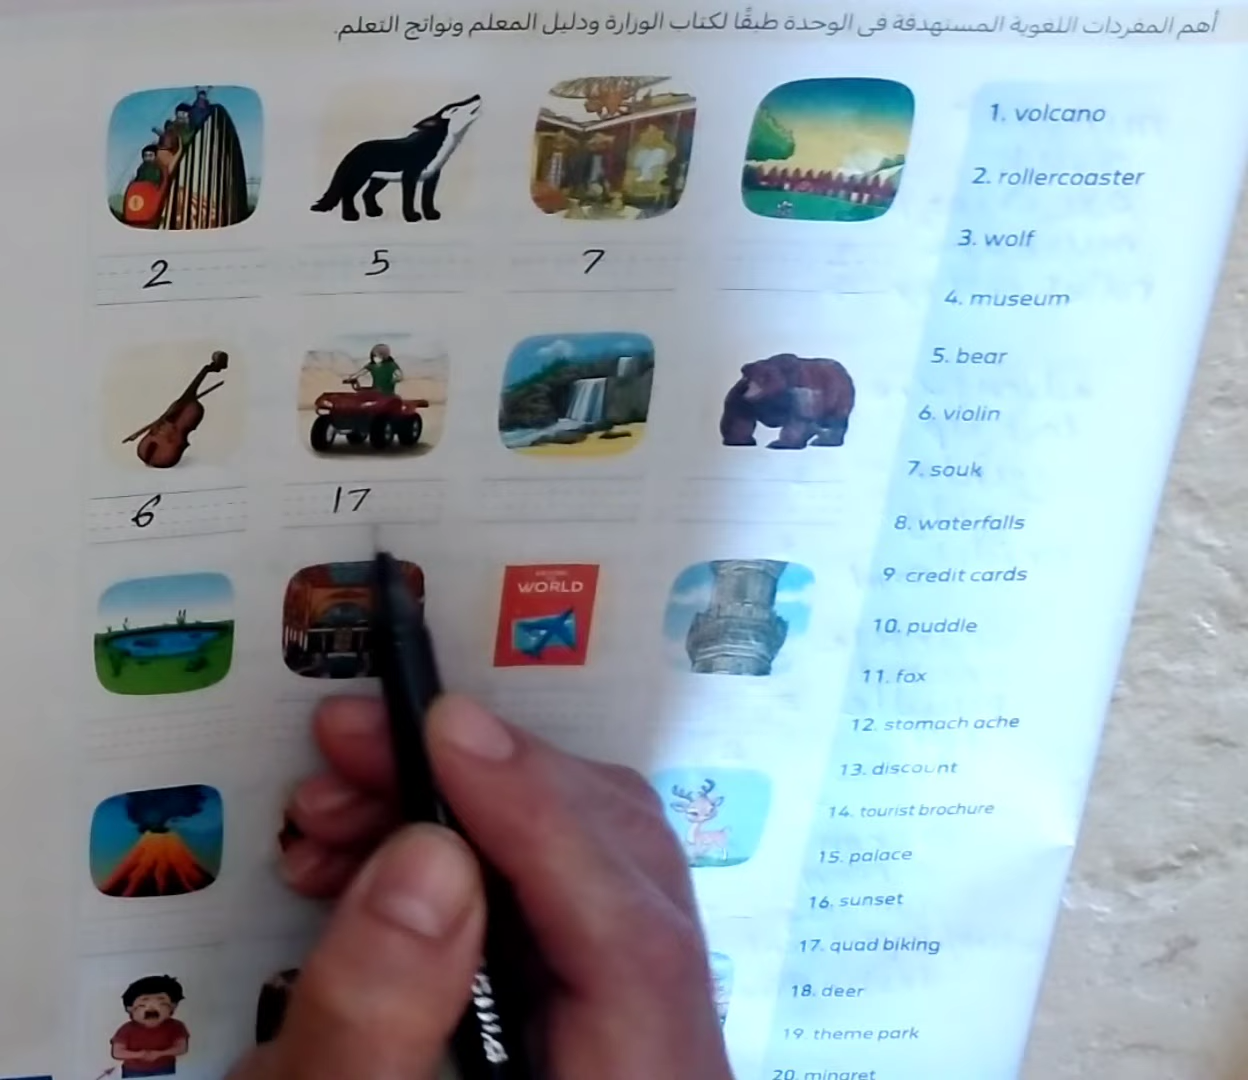 أهم المفردات اللغوية المستهدفة فى الوحدة طبقًا لكتاب الوزارة ودليل المعلم ونواتج التعلم.
1. volcano
2. rollercoaster
3. wolf
4. museum
5. bear
6. violin
7. souk
8. waterfalls
9. credit cards
10. puddle
11. fox
12. stomach ache
13. discount
14. tourist brochure
15. palace
16. sunset
17. quad biking
18. deer
19. theme park
20. minaret
2 5 7
6 17
WORLD